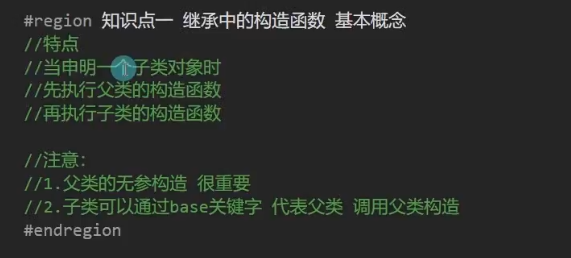 #region 知识点一 继承中的构造函数 基本概念
//特点
//当申明一个子类对象时
//先执行父类的构造函数
//再执行子类的构造函数
//注意：
//1.父类的无参构造 很重要
//2.子类可以通过base关键字 代表父类 调用父类构造
#endregion